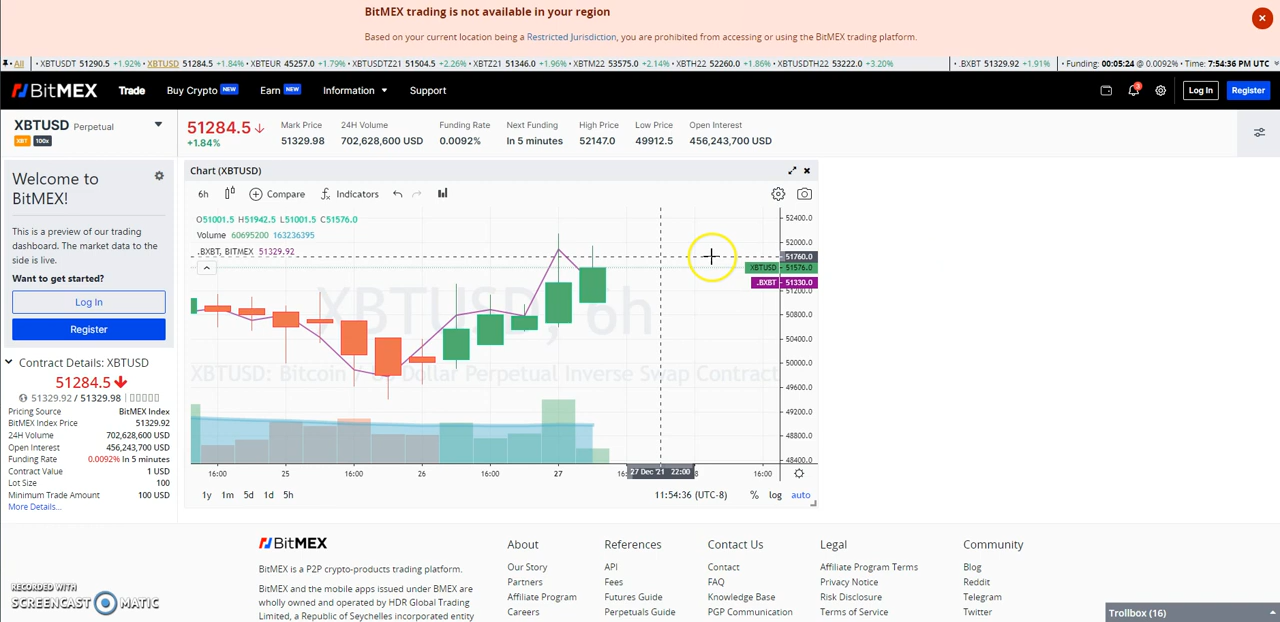 BitMEX trading is not available in your region
Based on your current location being a Restricted Jurisdiction, you are prohibited from accessing or using the BitMEX trading platform.
All • XBTUSDT 51290.5 +1.92% XBTUSD 51284.5 +1.84% • XBTEUR 45257.0 +1.79% • XBTUSDTZ21 51504.5 +2.26% • XBTZ21 51346.0 +1.96% • XBTM22 53575.0 +2.14% XBTH22 52260.0 +1.86% • XBTUSDTH22 53222.0 +3.20% • .BXBT 51329.92 +1.91% • Funding: 00:05:24 @ 0.0092% • Time: 7:54:36 PM UTC
BitMEX Trade Buy Crypto NEW Earn NEW Information Support 3 Log In Register
XBTUSD Perpetual
XBT 100x
51284.5
+1.84%
Mark Price
51329.98
24H Volume
702,628,600 USD
Funding Rate
0.0092%
Next Funding
In 5 minutes
High Price
52147.0
Low Price
49912.5
Open Interest
456,243,700 USD
Welcome to
BitMEX!
This is a preview of our trading
dashboard. The market data to the
side is live.
Want to get started?
Log In
Register
Contract Details: XBTUSD
51284.5
51329.92 / 51329.98
Pricing Source BitMEX Index
BitMEX Index Price 51329.92
24H Volume 702,628,600 USD
Open Interest 456,243,700 USD
Funding Rate 0.0092% In 5 minutes
Contract Value 1 USD
Lot Size 100
Minimum Trade Amount 100 USD
More Details...
Chart (XBTUSD)
6h Compare Indicators
O51001.5 H51942.5 L51001.5 C51576.0
Volume 60695200 163236395
.BXBT, BITMEX 51329.92
XBTUSD, 6h
XBTUSD: Bitcoin / US Dollar Perpetual Inverse Swap Contract
52400.0
52000.0
51760.0
XBTUSD 51576.0
.BXBT 51330.0
51200.0
50800.0
50400.0
50000.0
49600.0
49200.0
48800.0
48400.0
16:00 25 16:00 26 16:00 27 27 Dec '21 22:00 16:00
1y 1m 5d 1d 5h 11:54:36 (UTC-8) % log auto
BitMEX
BitMEX is a P2P crypto-products trading platform.
BitMEX and the mobile apps issued under BMEX are
wholly owned and operated by HDR Global Trading
Limited, a Republic of Seychelles incorporated entity
About
Our Story
Partners
Affiliate Program
Careers
References
API
Fees
Futures Guide
Perpetuals Guide
Contact Us
Contact
FAQ
Knowledge Base
PGP Communication
Legal
Affiliate Program Terms
Privacy Notice
Risk Disclosure
Terms of Service
Community
Blog
Reddit
Telegram
Twitter
RECORDED WITH
SCREENCAST MATIC
Trollbox (16)